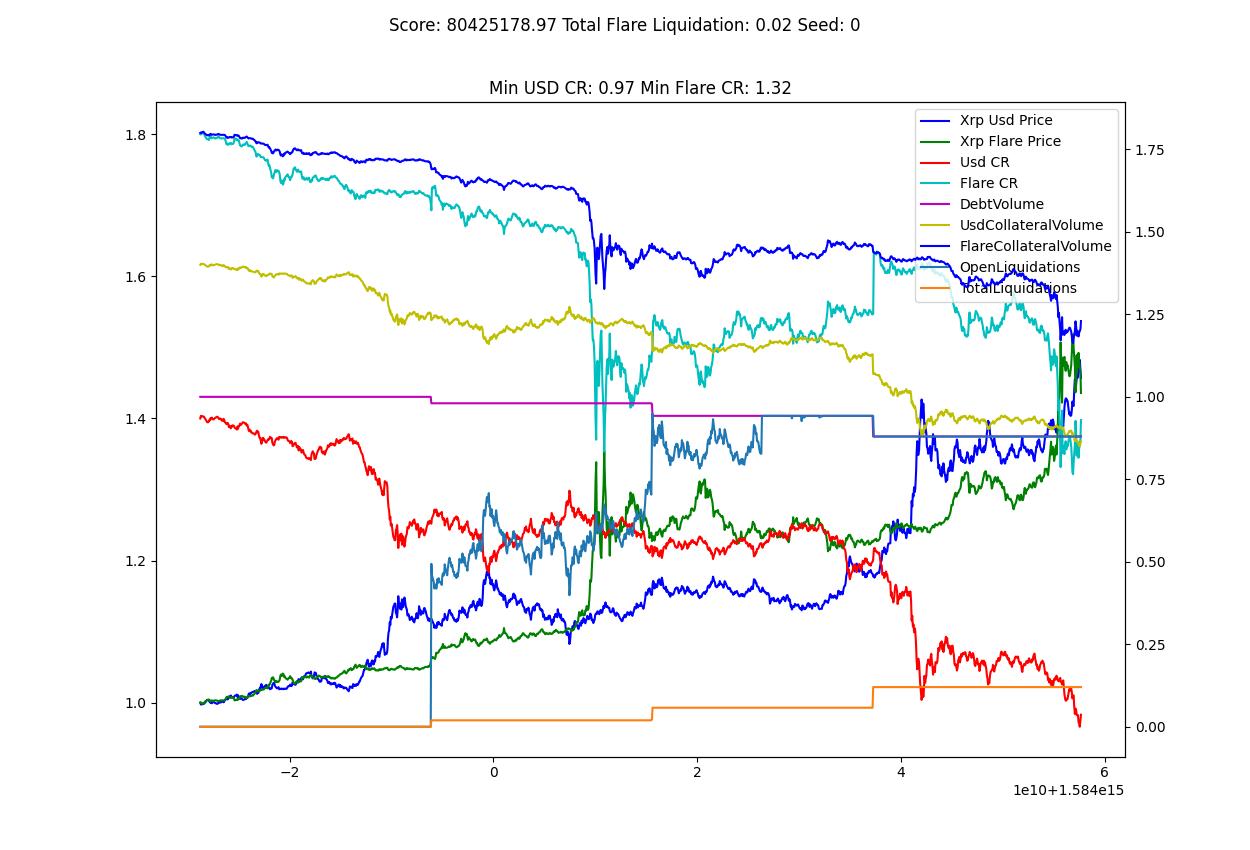 Score: 80425178.97 Total Flare Liquidation: 0.02 Seed: 0
Min USD CR: 0.97 Min Flare CR: 1.32
Xrp Usd Price
Xrp Flare Price
Usd CR
Flare CR
DebtVolume
UsdCollateralVolume
FlareCollateralVolume
OpenLiquidations
TotalLiquidations
1.8
1.6
1.4
1.2
1.0
1.75
1.50
1.25
1.00
0.75
0.50
0.25
0.00
−2
0
2
4
6
1e10+1.584e15